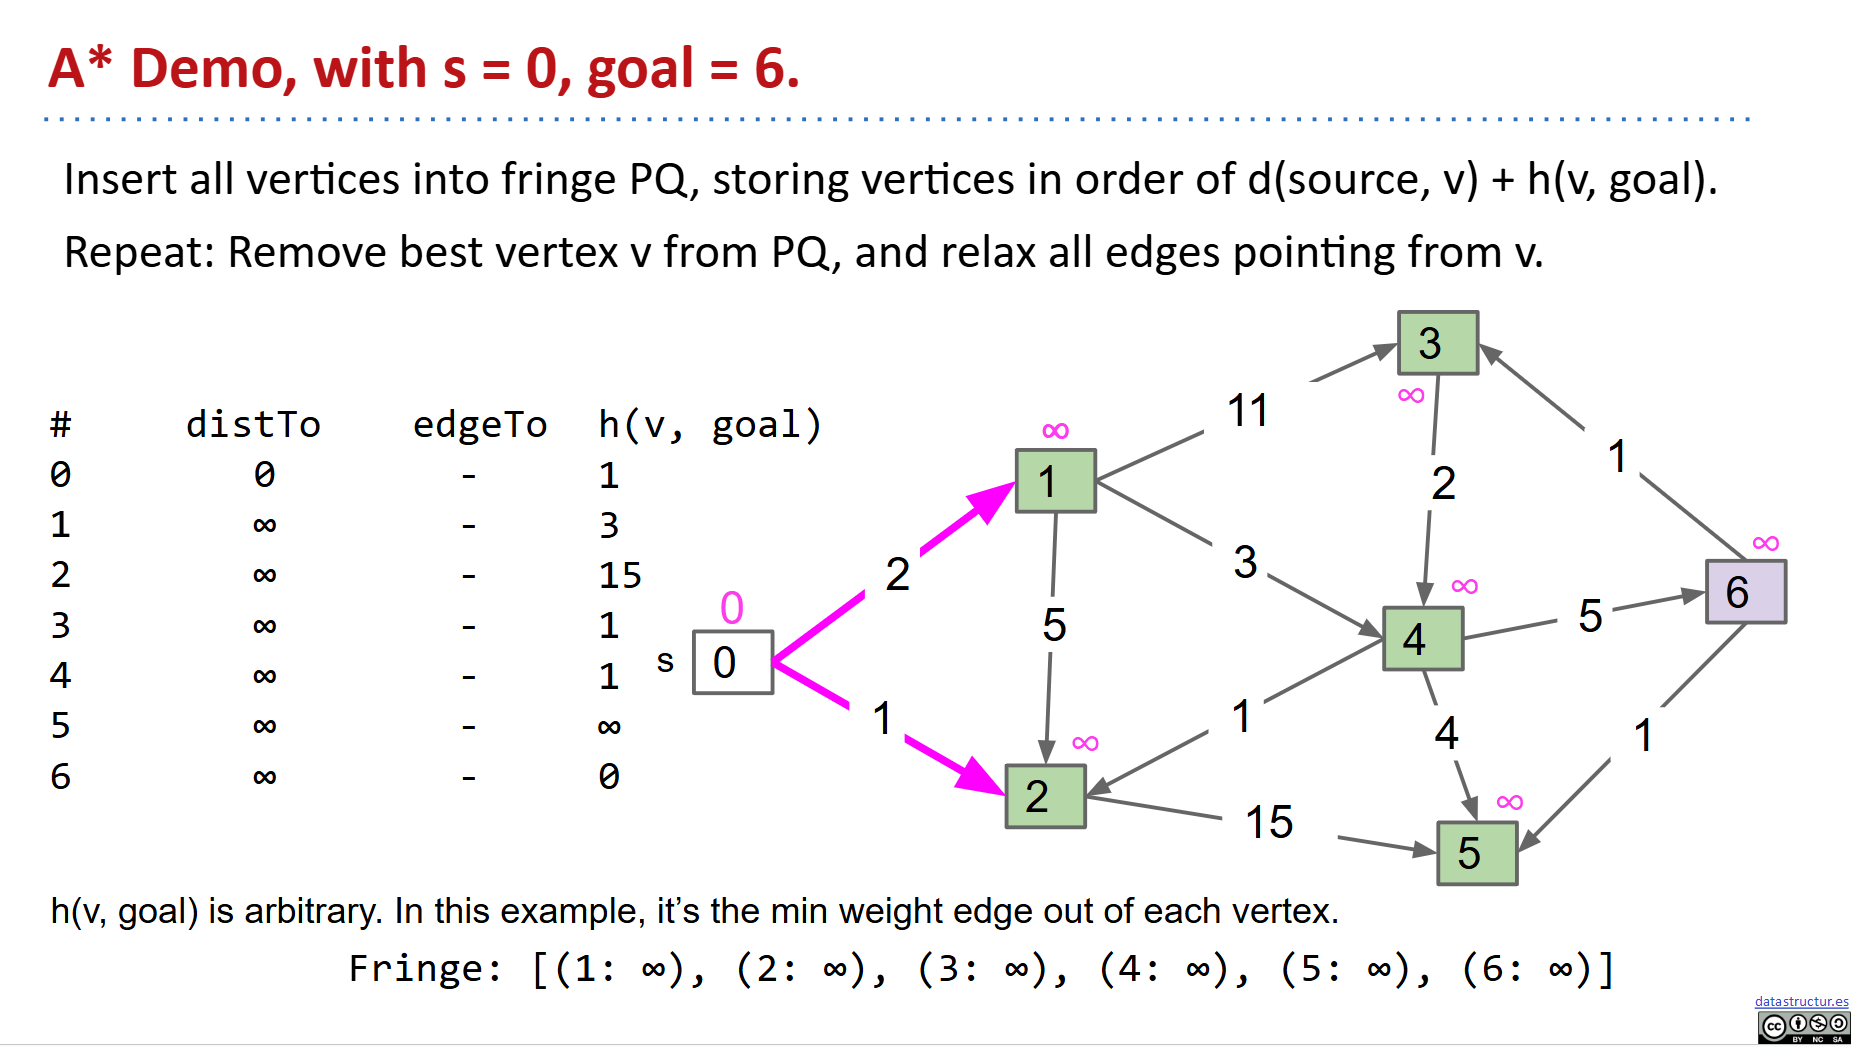 A* Demo, with s = 0, goal = 6.
Insert all vertices into fringe PQ, storing vertices in order of d(source, v) + h(v, goal).
Repeat: Remove best vertex v from PQ, and relax all edges pointing from v.
# distTo edgeTo h(v, goal)
0 0 - 1
1 ∞ - 3
2 ∞ - 15
3 ∞ - 1
4 ∞ - 1
5 ∞ - ∞
6 ∞ - 0
3
∞
11
∞
1
2
1
2
3
∞
6
∞
0
s 0
5
4
5
1
1
4
1
∞
2
15
∞
5
h(v, goal) is arbitrary. In this example, it’s the min weight edge out of each vertex.
Fringe: [(1: ∞), (2: ∞), (3: ∞), (4: ∞), (5: ∞), (6: ∞)]
datastructur.es
cc
BY NC SA